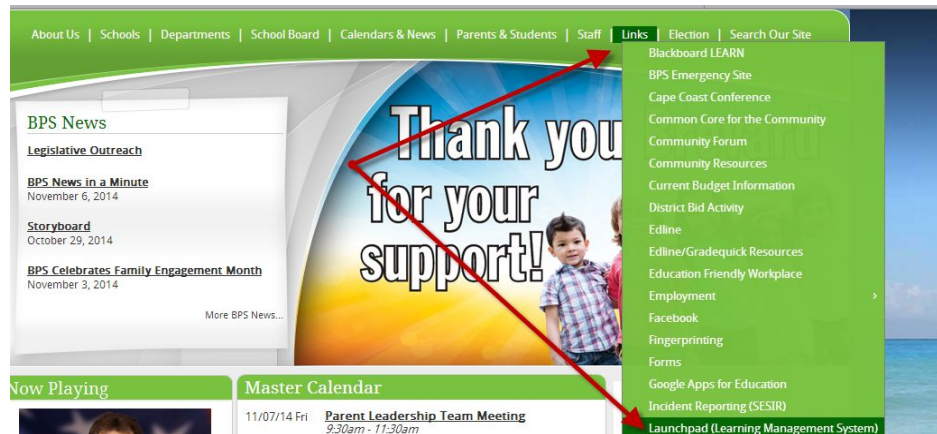 About Us | Schools | Departments | School Board | Calendars & News | Parents & Students | Staff | Links | Election | Search Our Site
BPS News
Legislative Outreach
BPS News in a Minute
November 6, 2014
Storyboard
October 29, 2014
BPS Celebrates Family Engagement Month
November 3, 2014
More BPS News...
Thank you
for your
support!
Blackboard LEARN
BPS Emergency Site
Cape Coast Conference
Common Core for the Community
Community Forum
Community Resources
Current Budget Information
District Bid Activity
Edline
Edline/Gradequick Resources
Education Friendly Workplace
Employment ›
Facebook
Fingerprinting
Forms
Google Apps for Education
Incident Reporting (SESIR)
Launchpad (Learning Management System)
Now Playing
Master Calendar
11/07/14 Fri Parent Leadership Team Meeting
9:30am - 11:30am